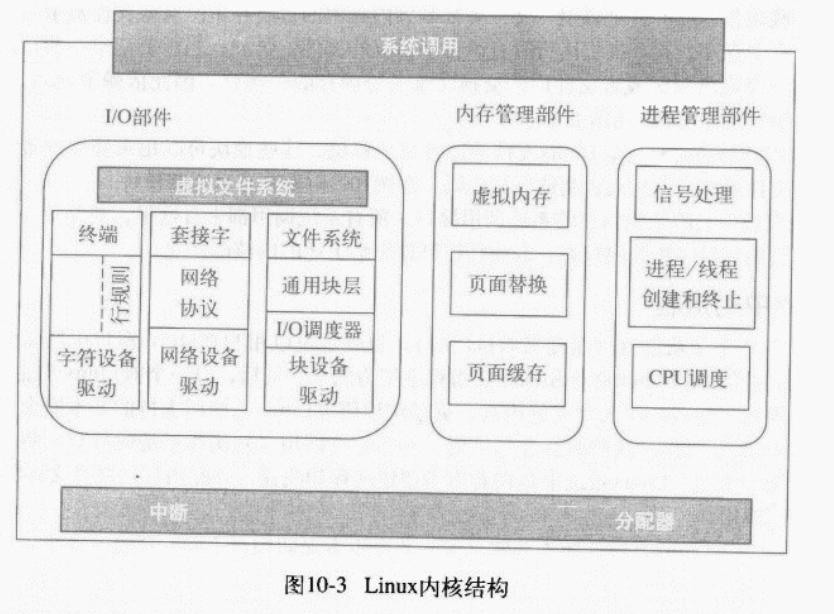 系统调用
I/O部件
内存管理部件
进程管理部件
虚拟文件系统
终端
行规则
字符设备
驱动
套接字
网络
协议
网络设备
驱动
文件系统
通用块层
I/O调度器
块设备
驱动
虚拟内存
页面替换
页面缓存
信号处理
进程/线程
创建和终止
CPU调度
中断
分配器
图10-3 Linux内核结构